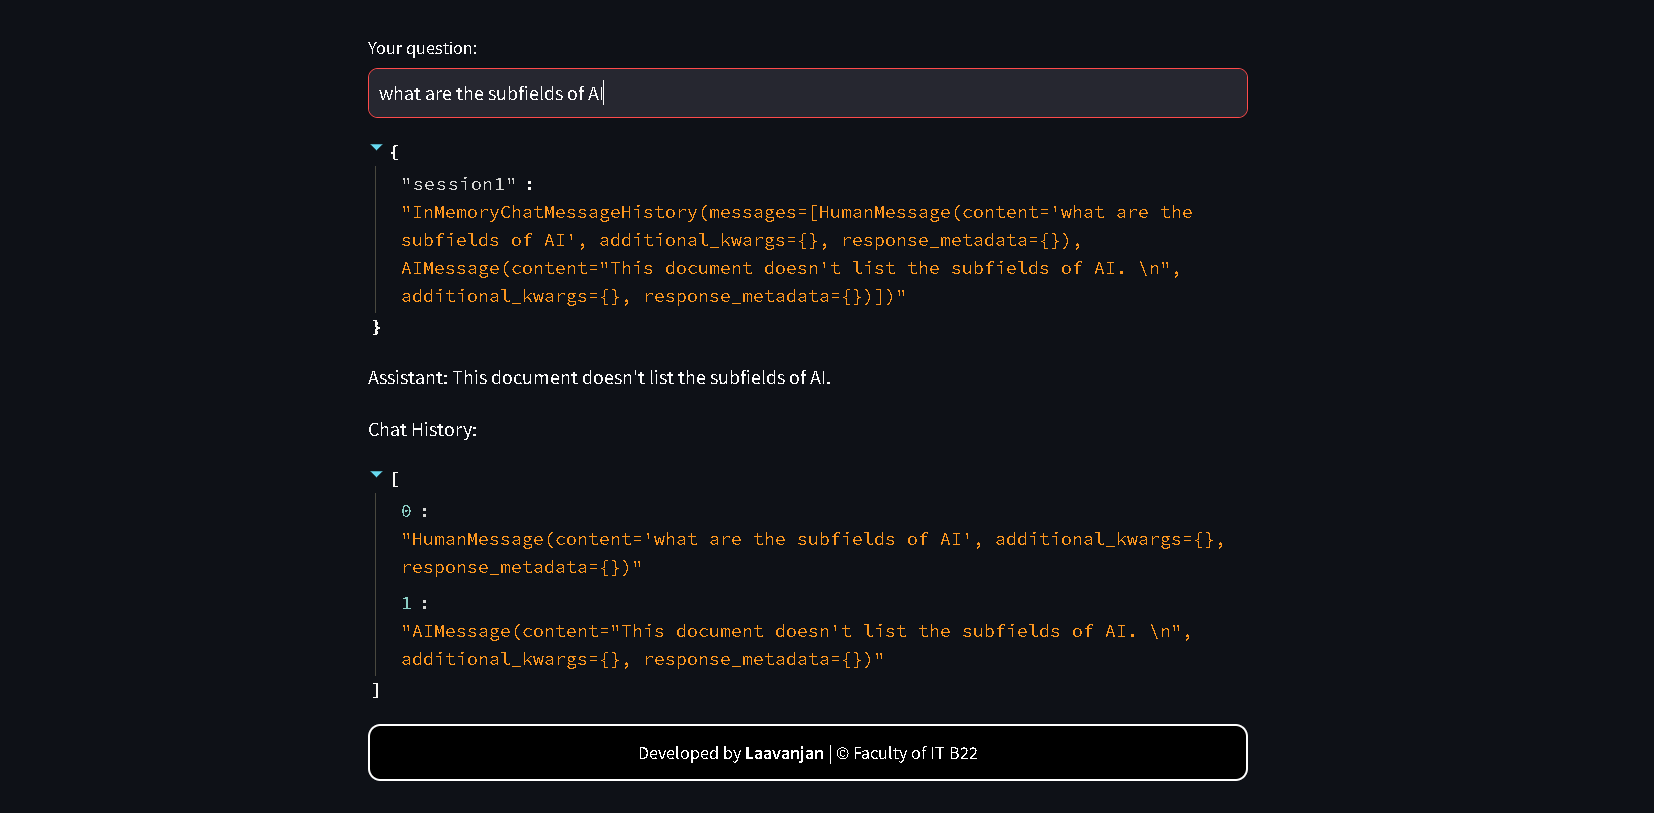 Your question:
what are the subfields of AI
{
"session1" :
"InMemoryChatMessageHistory(messages=[HumanMessage(content='what are the
subfields of AI', additional_kwargs={}, response_metadata={}),
AIMessage(content="This document doesn't list the subfields of AI. \n",
additional_kwargs={}, response_metadata={})])"
}
Assistant: This document doesn't list the subfields of AI.
Chat History:
[
0 :
"HumanMessage(content='what are the subfields of AI', additional_kwargs={},
response_metadata={})"
1 :
"AIMessage(content="This document doesn't list the subfields of AI. \n",
additional_kwargs={}, response_metadata={})"
]
Developed by Laavanjan | © Faculty of IT B22